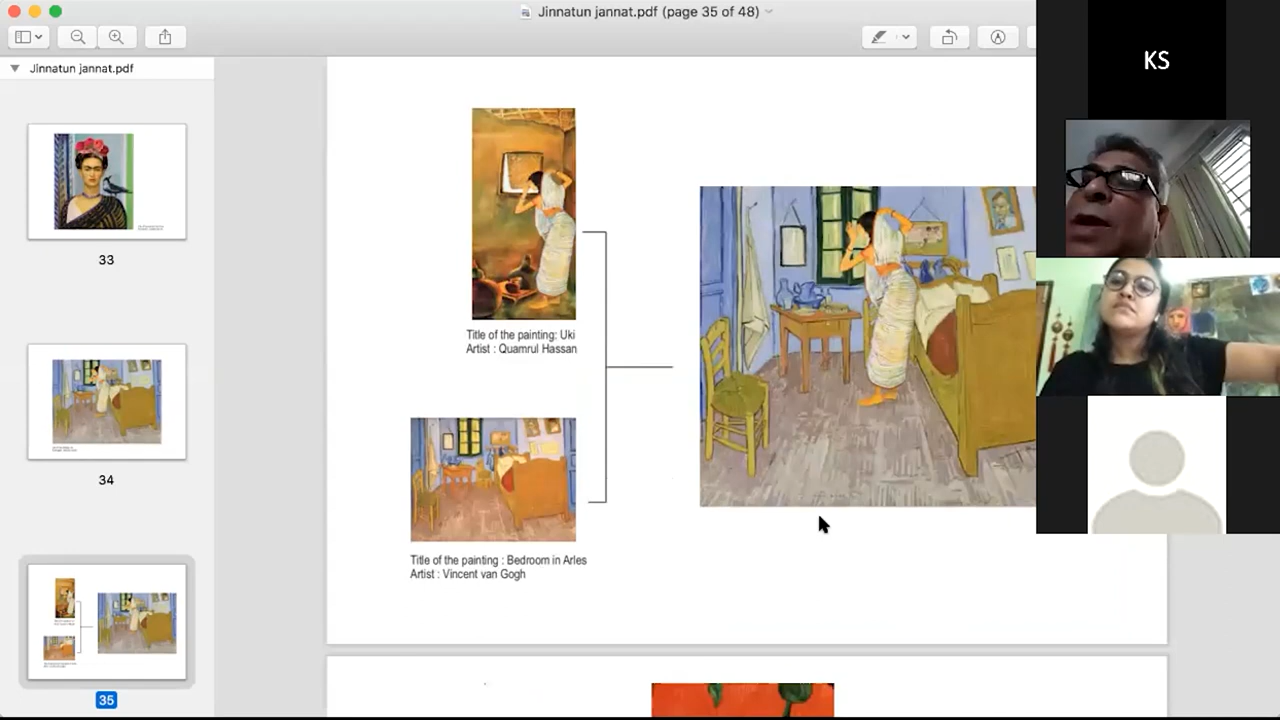 Jinnatun jannat.pdf (page 35 of 48)
Jinnatun jannat.pdf
33
34
35
Title of the painting: Uki
Artist : Quamrul Hassan
Title of the painting : Bedroom in Arles
Artist : Vincent van Gogh
KS